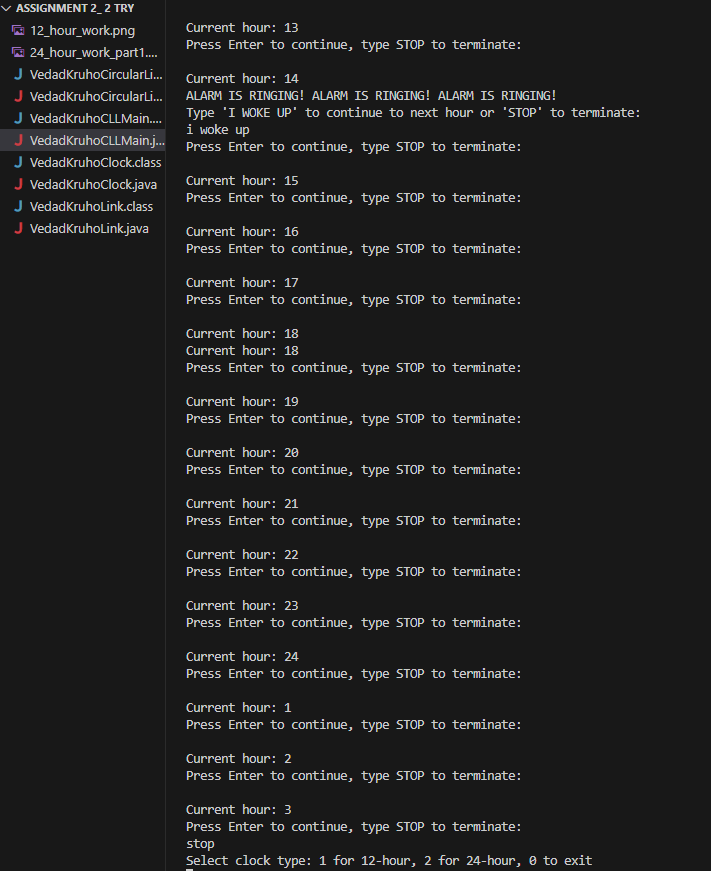 ASSIGNMENT 2_ 2 TRY
12_hour_work.png
24_hour_work_part1....
VedadKruhoCircularLi...
VedadKruhoCircularLi...
VedadKruhoCLLMain....
VedadKruhoCLLMain.j...
VedadKruhoClock.class
VedadKruhoClock.java
VedadKruhoLink.class
VedadKruhoLink.java
Current hour: 13
Press Enter to continue, type STOP to terminate:
Current hour: 14
ALARM IS RINGING! ALARM IS RINGING! ALARM IS RINGING!
Type 'I WOKE UP' to continue to next hour or 'STOP' to terminate:
i woke up
Press Enter to continue, type STOP to terminate:
Current hour: 15
Press Enter to continue, type STOP to terminate:
Current hour: 16
Press Enter to continue, type STOP to terminate:
Current hour: 17
Press Enter to continue, type STOP to terminate:
Current hour: 18
Current hour: 18
Press Enter to continue, type STOP to terminate:
Current hour: 19
Press Enter to continue, type STOP to terminate:
Current hour: 20
Press Enter to continue, type STOP to terminate:
Current hour: 21
Press Enter to continue, type STOP to terminate:
Current hour: 22
Press Enter to continue, type STOP to terminate:
Current hour: 23
Press Enter to continue, type STOP to terminate:
Current hour: 24
Press Enter to continue, type STOP to terminate:
Current hour: 1
Press Enter to continue, type STOP to terminate:
Current hour: 2
Press Enter to continue, type STOP to terminate:
Current hour: 3
Press Enter to continue, type STOP to terminate:
stop
Select clock type: 1 for 12-hour, 2 for 24-hour, 0 to exit